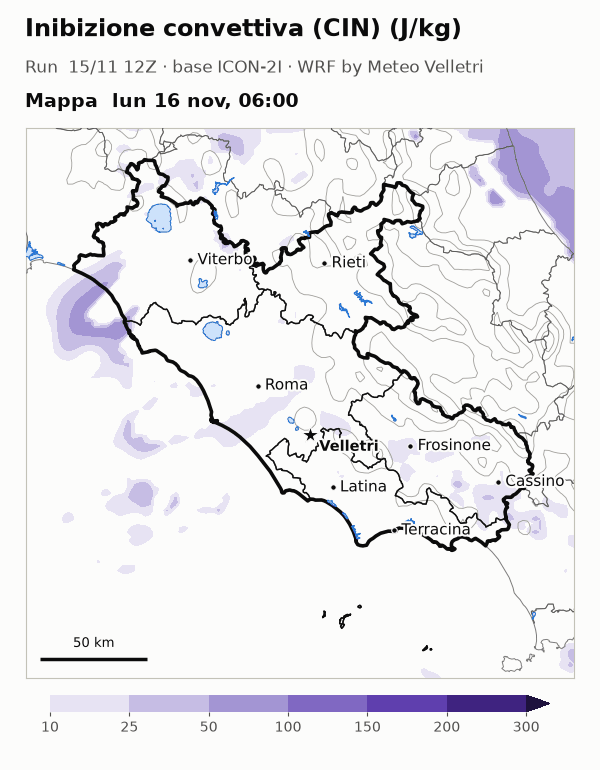 Inibizione convettiva (CIN) (J/kg)
Run  15/11 12Z · base ICON-2I · WRF by Meteo Velletri
Mappa  lun 16 nov, 06:00
Viterbo
Rieti
Roma
Velletri
Frosinone
Cassino
Latina
Terracina
50 km
10 25 50 100 150 200 300